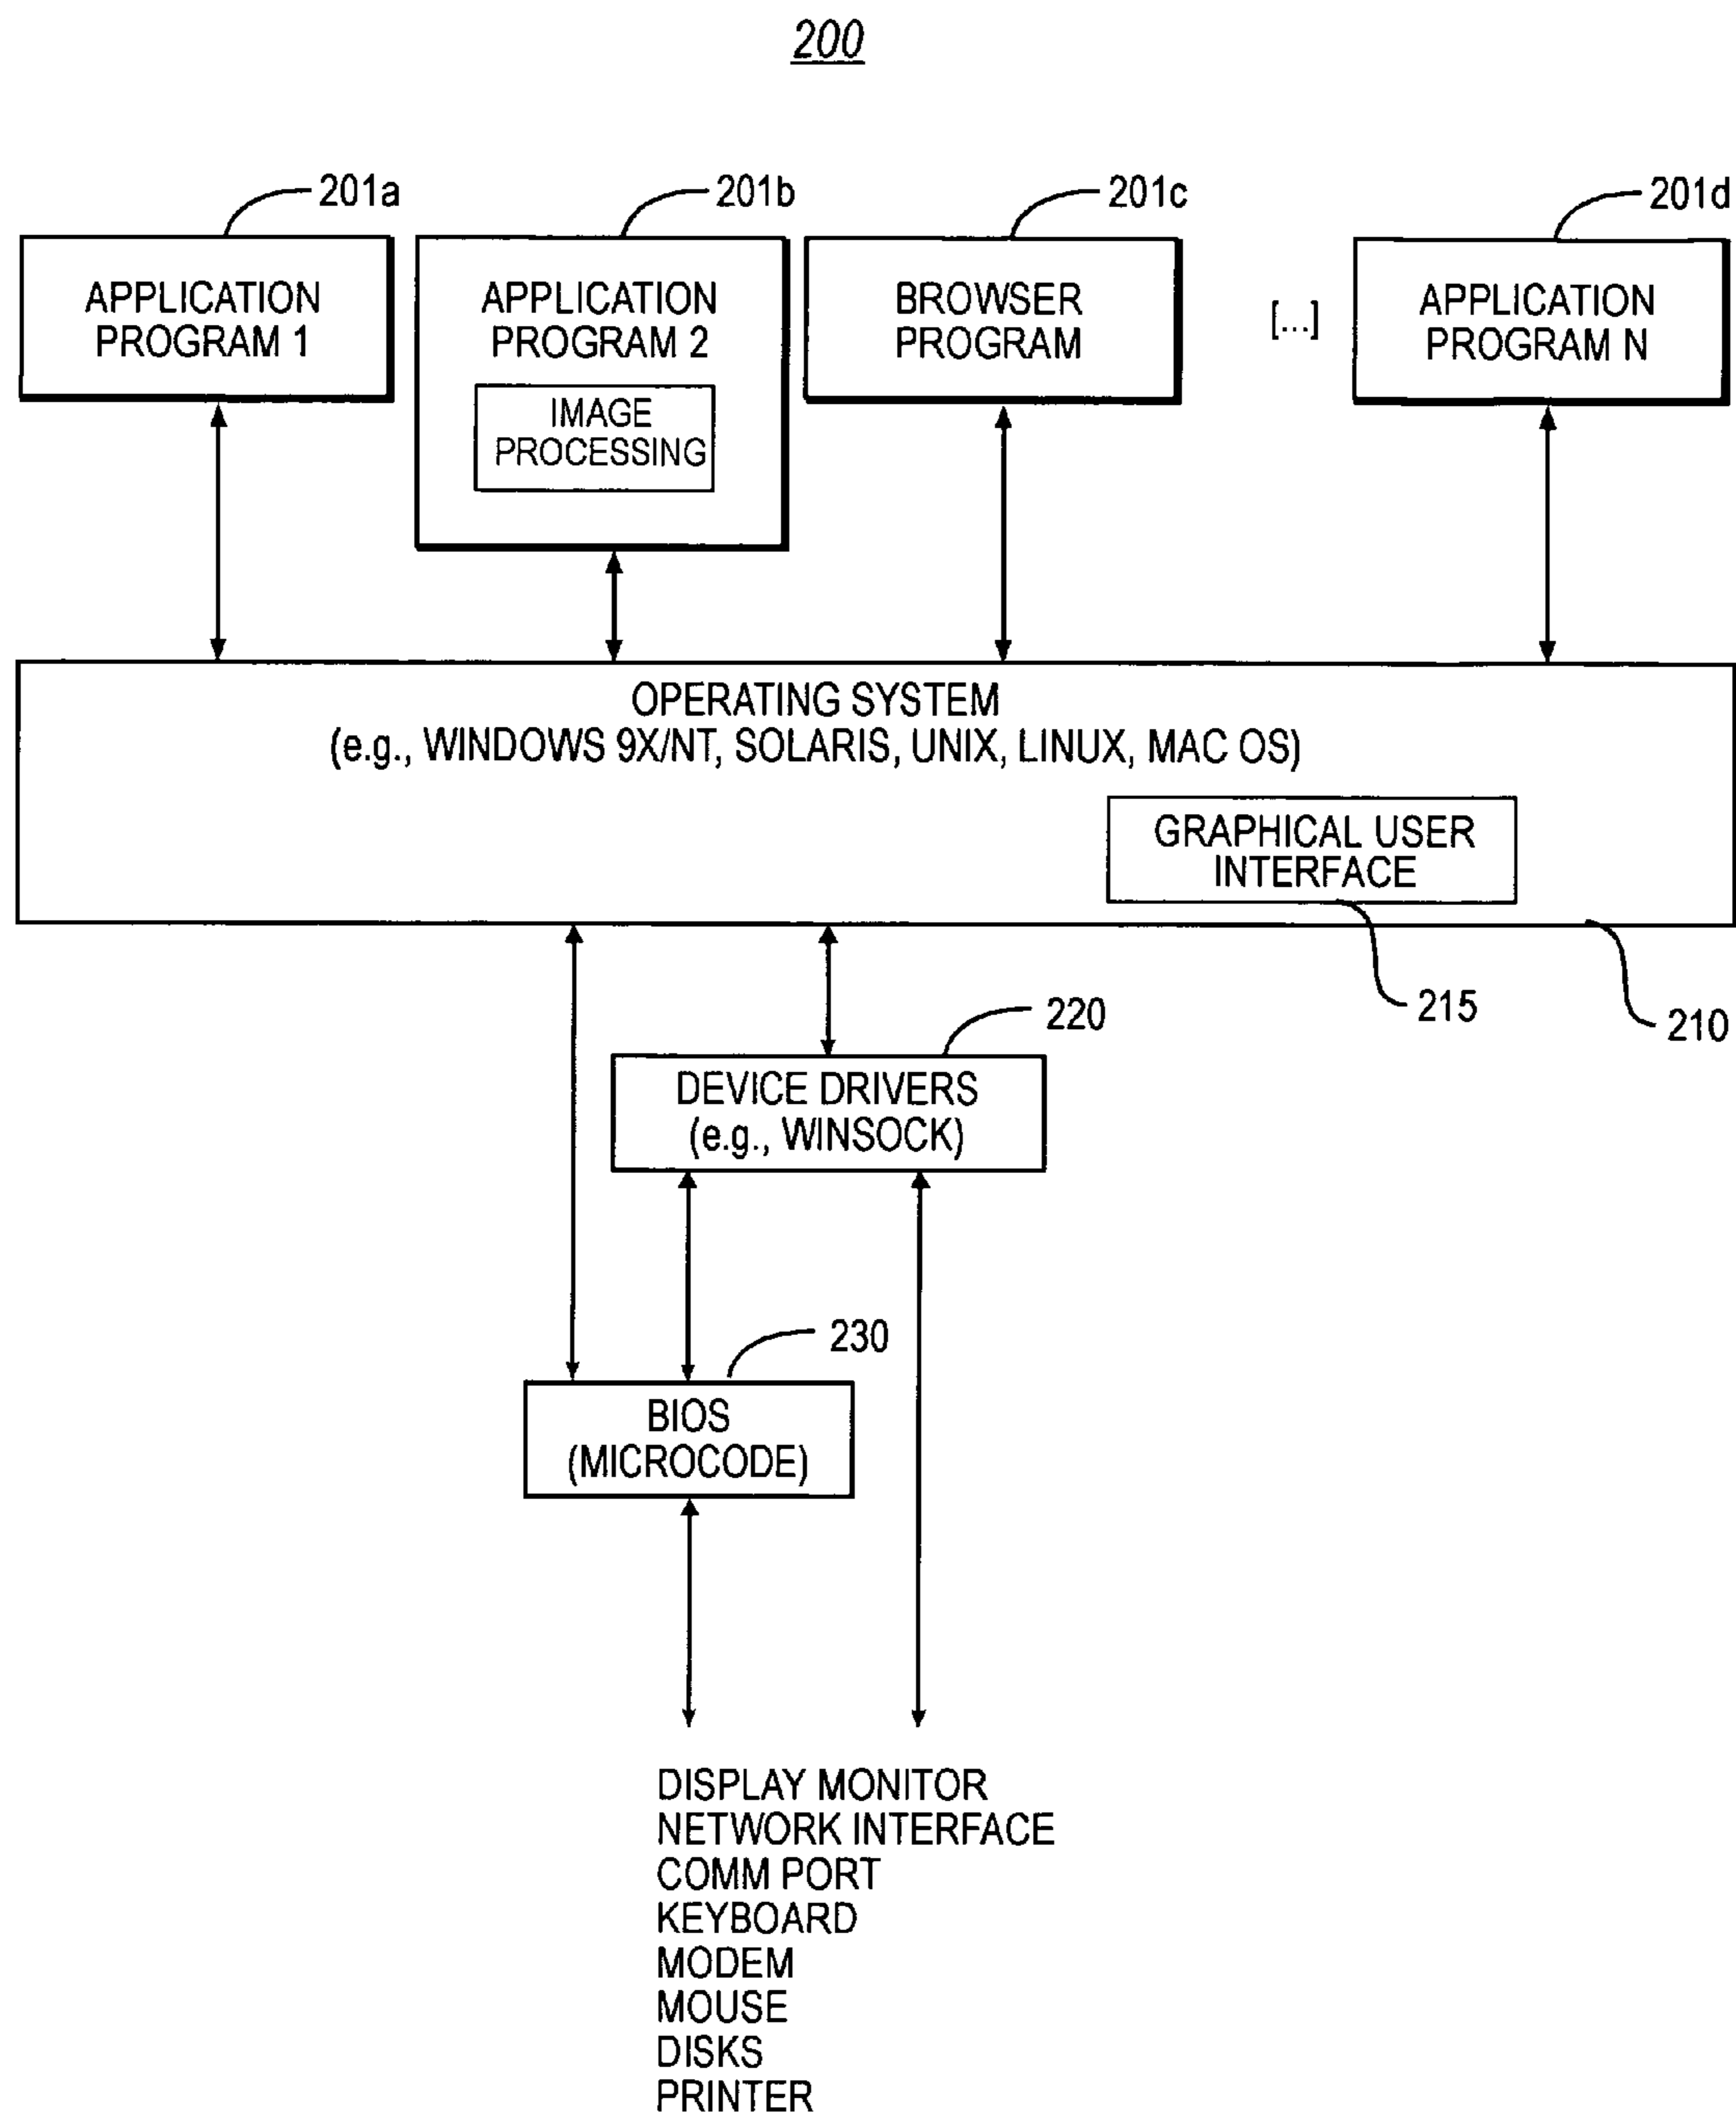 200
201a
201b
201c
201d
APPLICATION
PROGRAM 1
APPLICATION
PROGRAM 2
IMAGE
PROCESSING
BROWSER
PROGRAM
[...]
APPLICATION
PROGRAM N
OPERATING SYSTEM
(e.g., WINDOWS 9X/NT, SOLARIS, UNIX, LINUX, MAC OS)
GRAPHICAL USER
INTERFACE
215
210
220
DEVICE DRIVERS
(e.g., WINSOCK)
230
BIOS
(MICROCODE)
DISPLAY MONITOR
NETWORK INTERFACE
COMM PORT
KEYBOARD
MODEM
MOUSE
DISKS
PRINTER